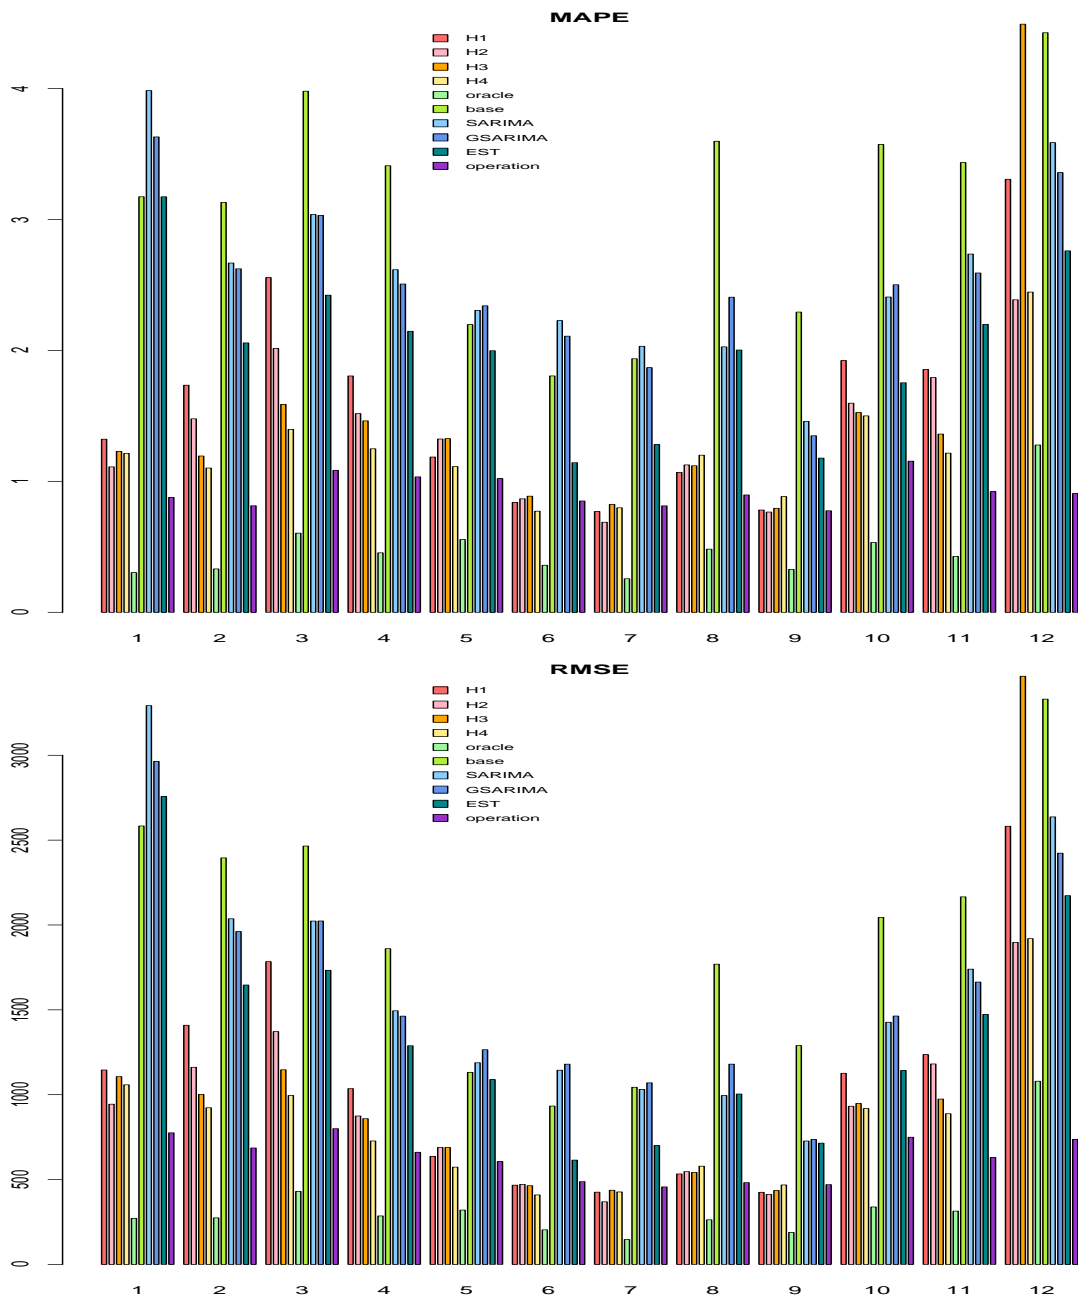 MAPE
H1
H2
H3
H4
oracle
base
SARIMA
GSARIMA
EST
operation
4
3
2
1
0
1 2 3 4 5 6 7 8 9 10 11 12
RMSE
H1
H2
H3
H4
oracle
base
SARIMA
GSARIMA
EST
operation
3000
2500
2000
1500
1000
500
0
1 2 3 4 5 6 7 8 9 10 11 12